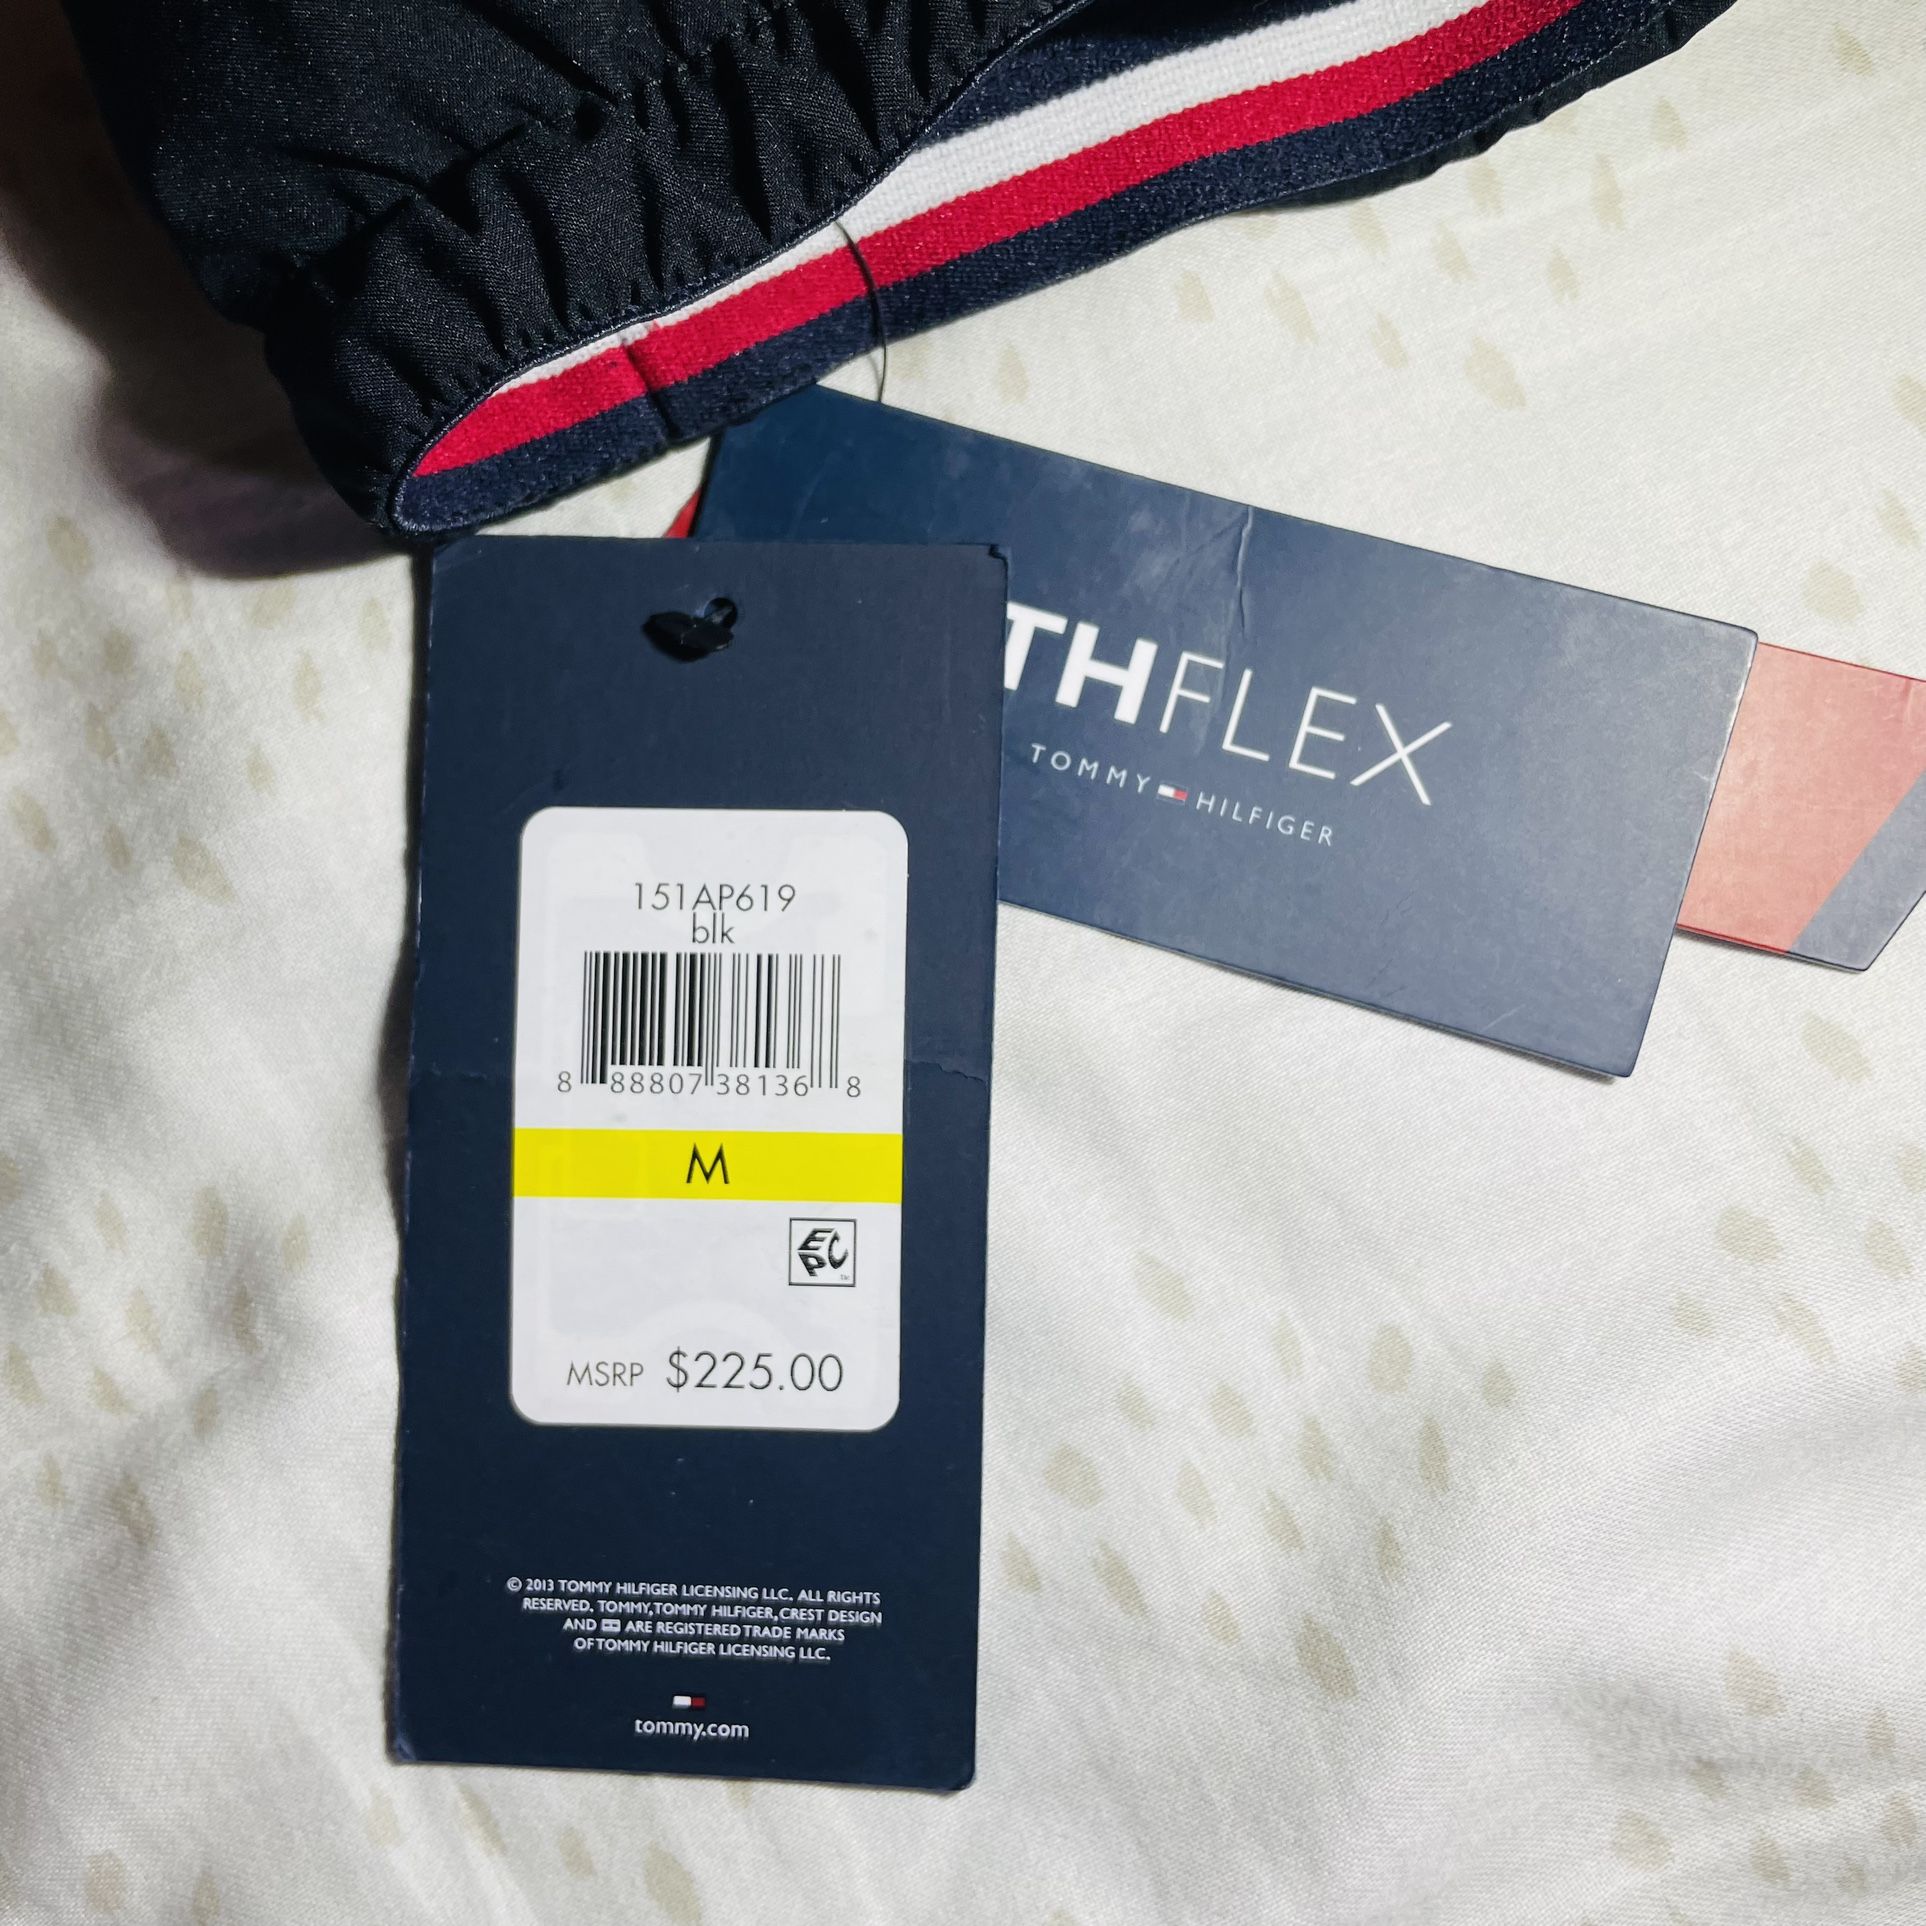 THFLEX
TOMMY HILFIGER
151AP619
blk
8 88807 38136 8
M
EPC
MSRP $225.00
© 2013 TOMMY HILFIGER LICENSING LLC. ALL RIGHTS
RESERVED. TOMMY, TOMMY HILFIGER, CREST DESIGN
AND ARE REGISTERED TRADE MARKS
OF TOMMY HILFIGER LICENSING LLC.
tommy.com